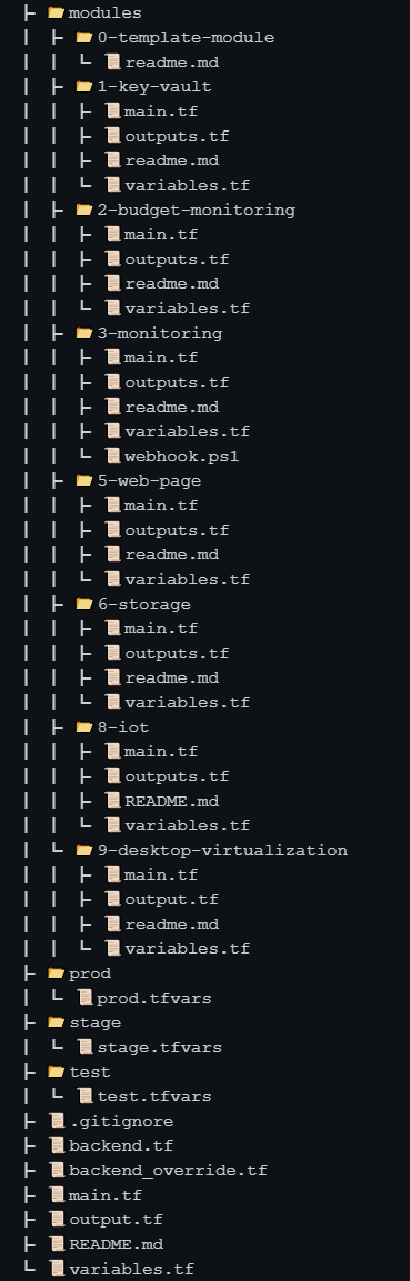 modules
0-template-module
readme.md
1-key-vault
main.tf
outputs.tf
readme.md
variables.tf
2-budget-monitoring
main.tf
outputs.tf
readme.md
variables.tf
3-monitoring
main.tf
outputs.tf
readme.md
variables.tf
webhook.ps1
5-web-page
main.tf
outputs.tf
readme.md
variables.tf
6-storage
main.tf
outputs.tf
readme.md
variables.tf
8-iot
main.tf
outputs.tf
README.md
variables.tf
9-desktop-virtualization
main.tf
output.tf
readme.md
variables.tf
prod
prod.tfvars
stage
stage.tfvars
test
test.tfvars
.gitignore
backend.tf
backend_override.tf
main.tf
output.tf
README.md
variables.tf